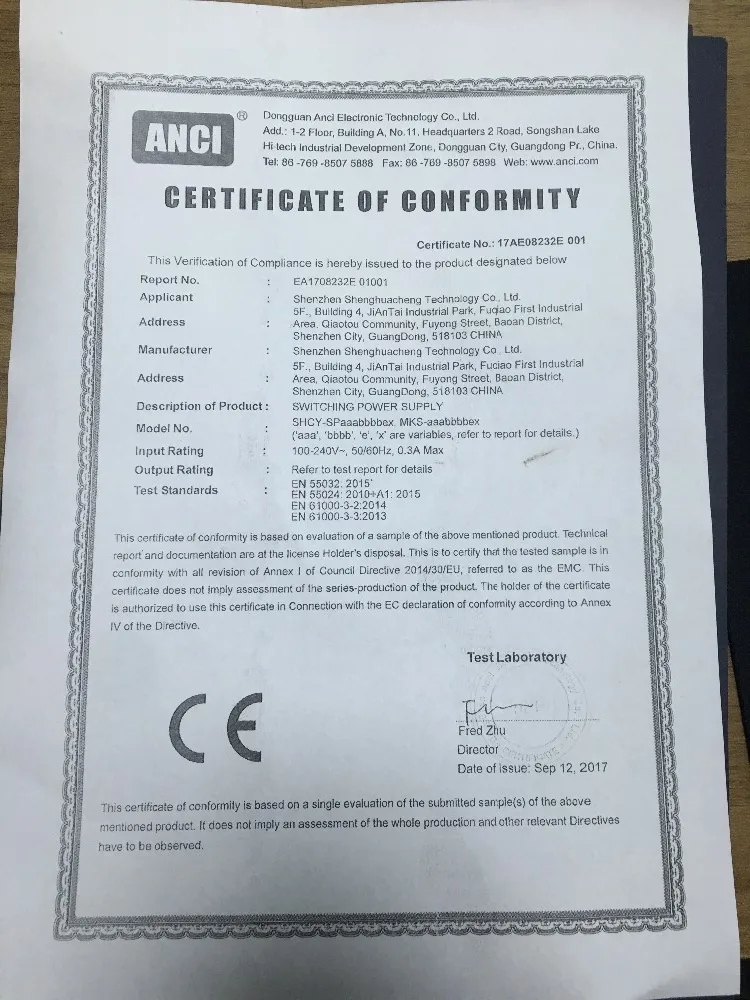 ANCI ®
Dongguan Anci Electronic Technology Co., Ltd.
Add.: 1-2 Floor, Building A, No.11, Headquarters 2 Road, Songshan Lake
Hi-tech Industrial Development Zone, Dongguan City, Guangdong Pr., China.
Tel: 86 -769 -8507 5888 Fax: 86 -769 -8507 5898 Web: www.anci.com
CERTIFICATE OF CONFORMITY
Certificate No.: 17AE08232E 001
This Verification of Compliance is hereby issued to the product designated below
Report No. : EA1708232E 01001
Applicant : Shenzhen Shenghuacheng Technology Co., Ltd.
Address : 5F., Building 4, JiAnTai Industrial Park, Fuqiao First Industrial
Area, Qiaotou Community, Fuyong Street, Baoan District,
Shenzhen City, GuangDong, 518103 CHINA
Manufacturer : Shenzhen Shenghuacheng Technology Co., Ltd.
Address : 5F., Building 4, JiAnTai Industrial Park, Fuqiao First Industrial
Area, Qiaotou Community, Fuyong Street, Baoan District,
Shenzhen City, GuangDong, 518103 CHINA
Description of Product : SWITCHING POWER SUPPLY
Model No. : SHCY-SPaaabbbbex, MKS-aaabbbbex
('aaa', 'bbbb', 'e', 'x' are variables, refer to report for details.)
Input Rating : 100-240V~, 50/60Hz, 0.3A Max
Output Rating : Refer to test report for details
Test Standards : EN 55032: 2015
EN 55024: 2010+A1: 2015
EN 61000-3-2:2014
EN 61000-3-3:2013
This certificate of conformity is based on evaluation of a sample of the above mentioned product. Technical
report and documentation are at the license Holder's disposal. This is to certify that the tested sample is in
conformity with all revision of Annex I of Council Directive 2014/30/EU, referred to as the EMC. This
certificate does not imply assessment of the series-production of the product. The holder of the certificate
is authorized to use this certificate in Connection with the EC declaration of conformity according to Annex
IV of the Directive.
Test Laboratory
Fred Zhu
Director
Date of issue: Sep 12, 2017
CE
This certificate of conformity is based on a single evaluation of the submitted sample(s) of the above
mentioned product. It does not imply an assessment of the whole production and other relevant Directives
have to be observed.